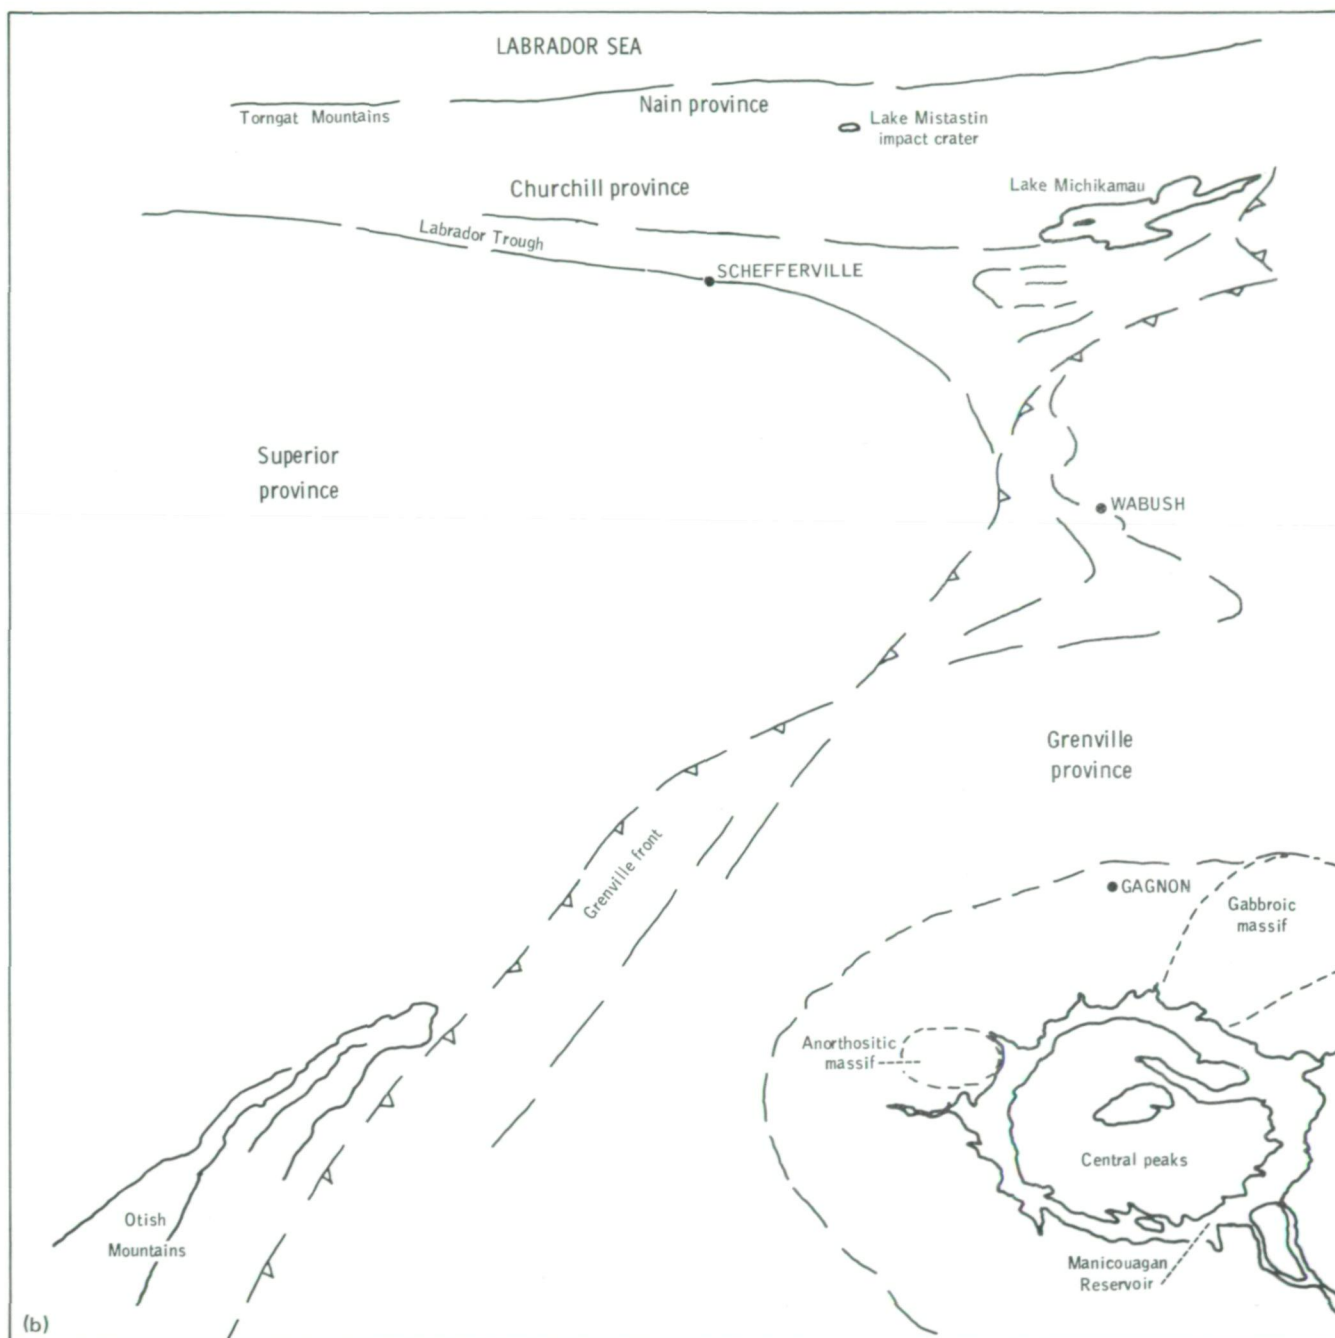 LABRADOR SEA
Nain province
Torngat Mountains
Lake Mistastin
impact crater
Churchill province
Lake Michikamau
Labrador Trough
SCHEFFERVILLE
Superior
province
WABUSH
Grenville
province
Grenville front
GAGNON
Gabbroic
massif
Anorthositic
massif
Central peaks
Otish
Mountains
Manicouagan
Reservoir
(b)